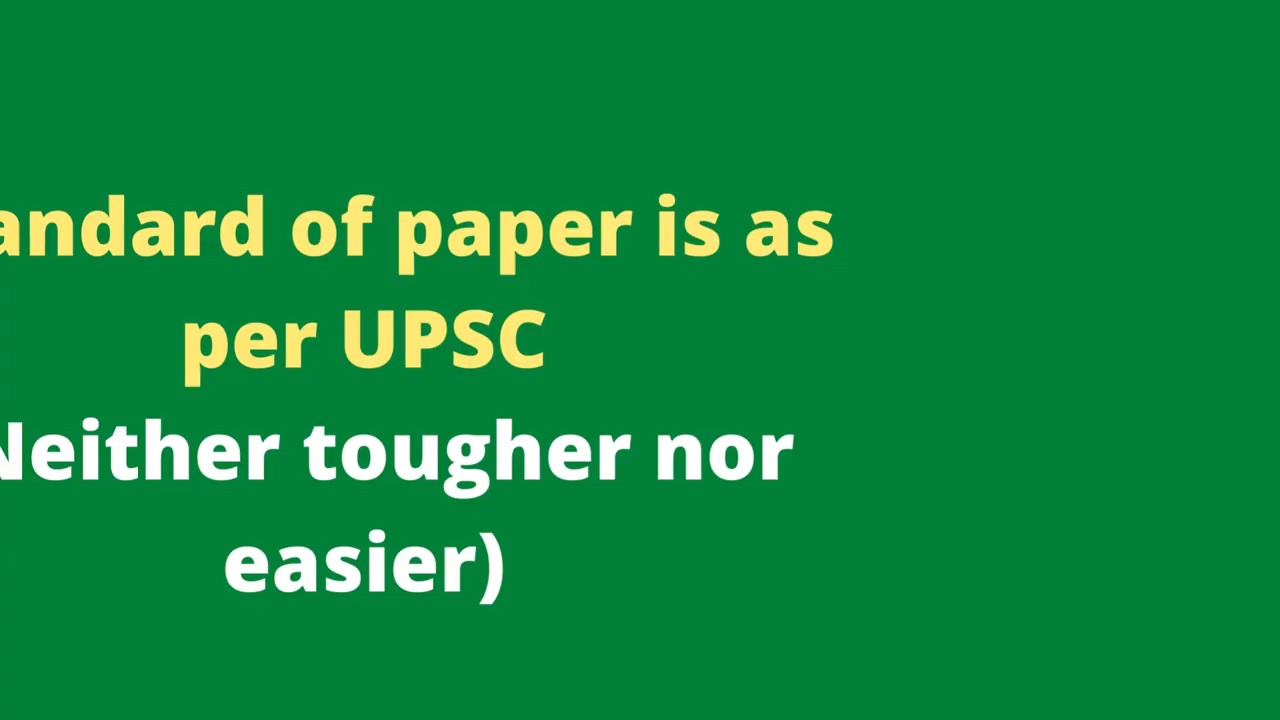 andard of paper is as
per UPSC
Neither tougher nor
easier)